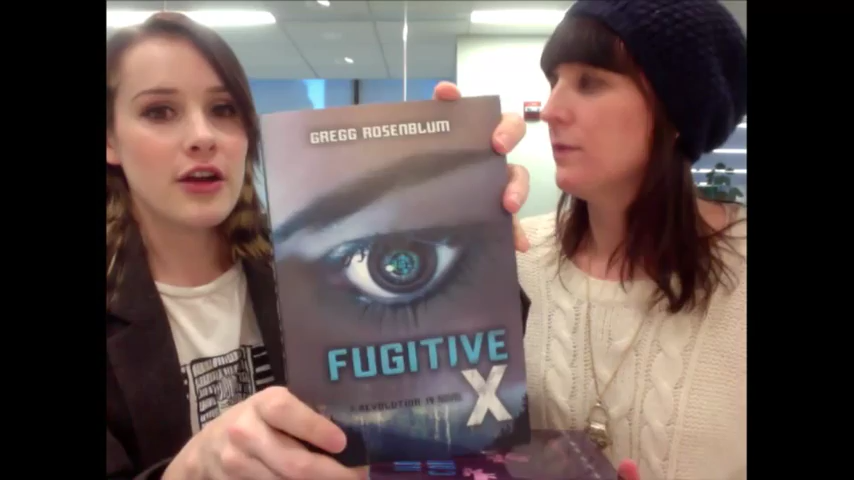 GREGG ROSENBLUM
FUGITIVE
X
A REVOLUTION 19 NOVEL